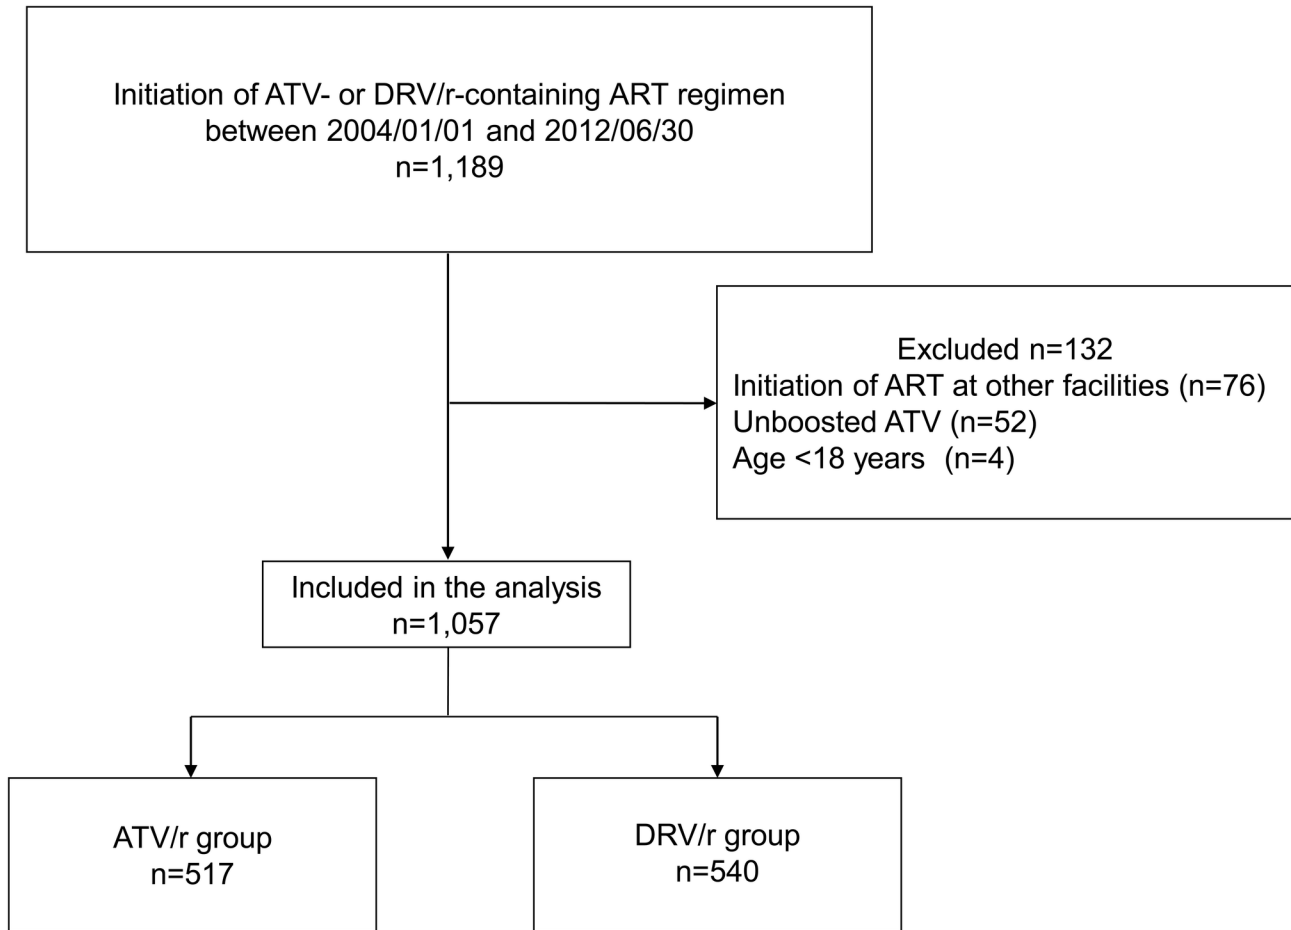 Initiation of ATV- or DRV/r-containing ART regimen
between 2004/01/01 and 2012/06/30
n=1,189
Excluded n=132
Initiation of ART at other facilities (n=76)
Unboosted ATV (n=52)
Age <18 years (n=4)
Included in the analysis
n=1,057
ATV/r group
n=517
DRV/r group
n=540